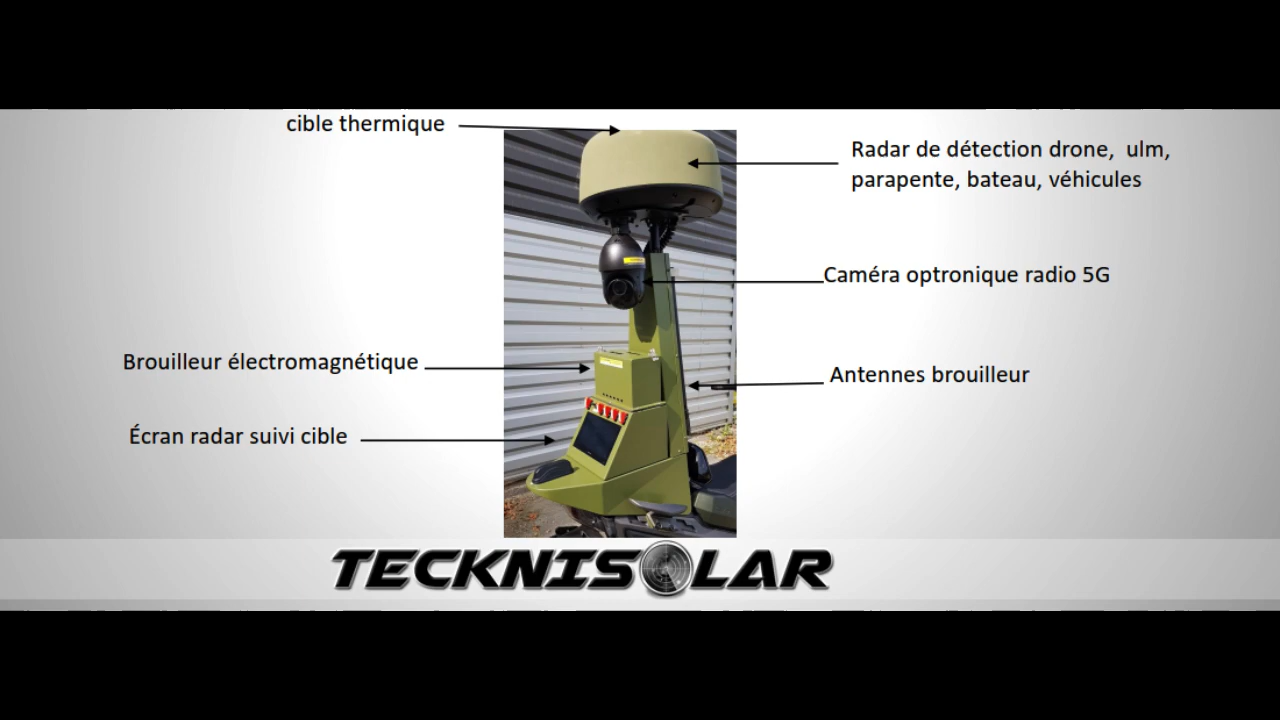 cible thermique
Radar de détection drone, ulm,
parapente, bateau, véhicules
Caméra optronique radio 5G
Brouilleur électromagnétique
Antennes brouilleur
Écran radar suivi cible
TECKNISOLAR